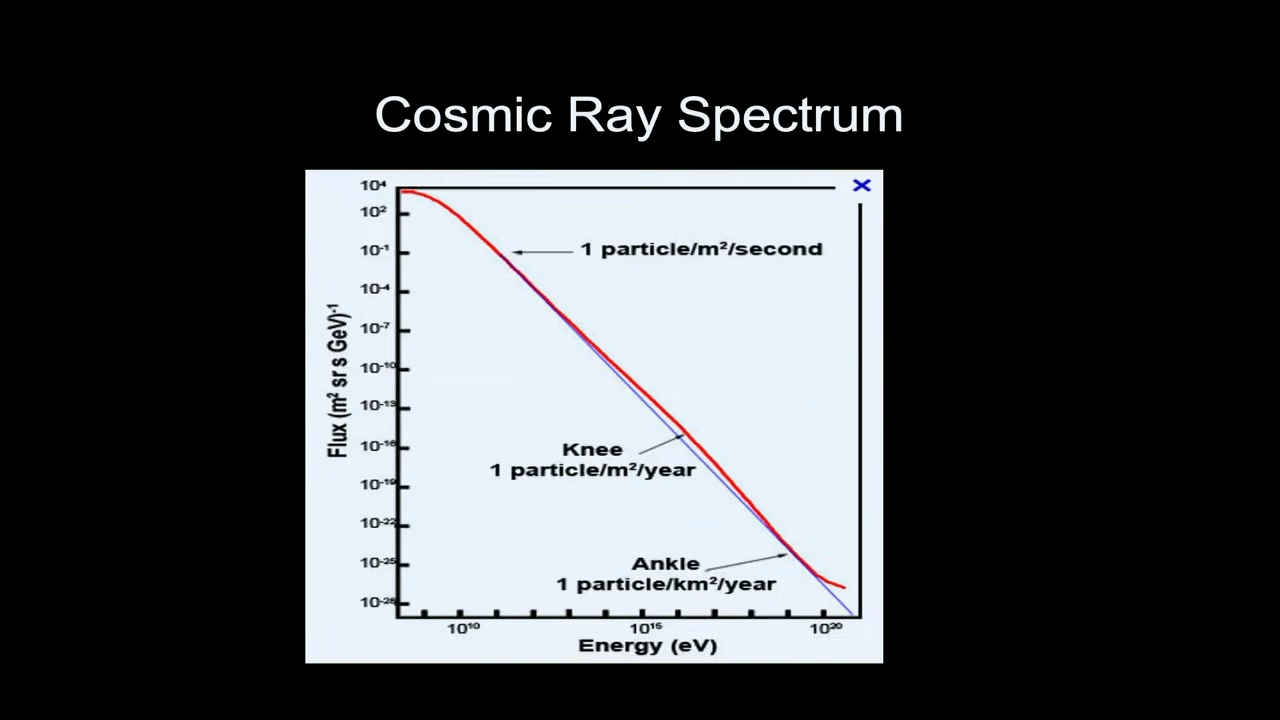 Cosmic Ray Spectrum
10⁴
10²
10⁻¹
10⁻⁴
10⁻⁷
10⁻¹⁰
10⁻¹³
10⁻¹⁶
10⁻¹⁹
10⁻²²
10⁻²⁵
10⁻²⁸
Flux (m² sr s GeV)⁻¹
1 particle/m²/second
Knee
1 particle/m²/year
Ankle
1 particle/km²/year
10¹⁰
10¹⁵
10²⁰
Energy (eV)